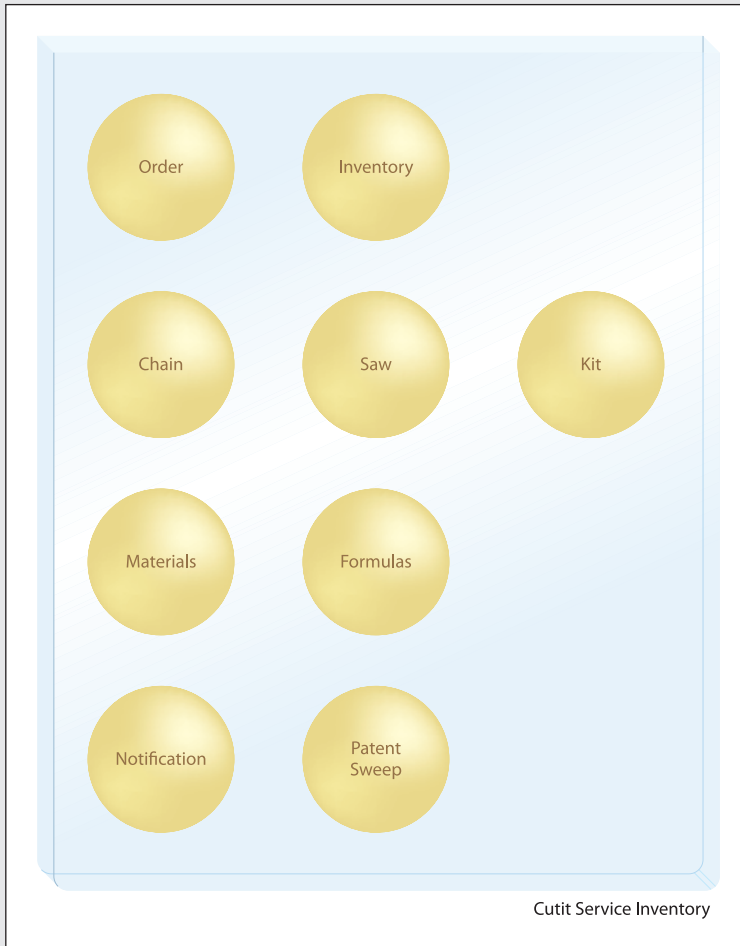 Order
Inventory
Chain
Saw
Kit
Materials
Formulas
Notification
Patent
Sweep
Cutit Service Inventory